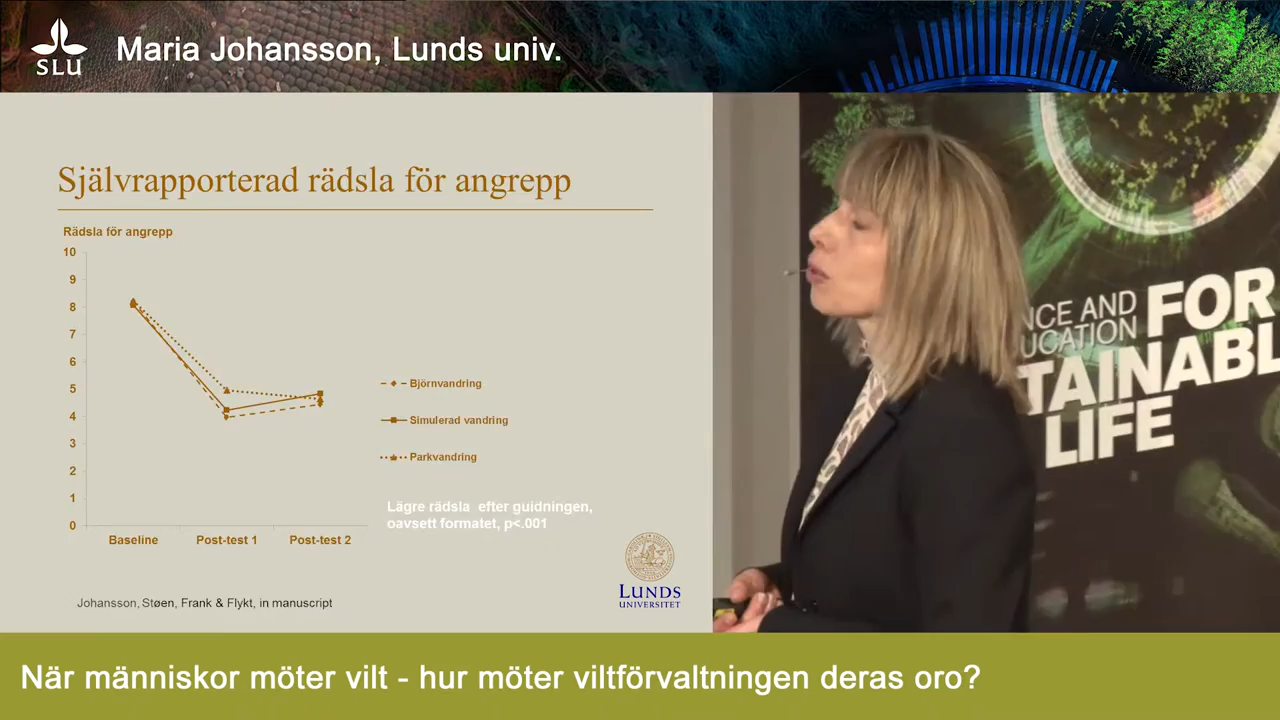 SLU
Maria Johansson, Lunds univ.
Självrapporterad rädsla för angrepp
Rädsla för angrepp
10
9
8
7
6
5
4
3
2
1
0
Baseline
Post-test 1
Post-test 2
Björnvandring
Simulerad vandring
Parkvandring
Lägre rädsla efter guidningen,
oavsett formatet, p<.001
Johansson, Støen, Frank & Flykt, in manuscript
LUNDS
UNIVERSITET
NCE AND
UCATION
FOR
TAINABL
LIFE
När människor möter vilt - hur möter viltförvaltningen deras oro?